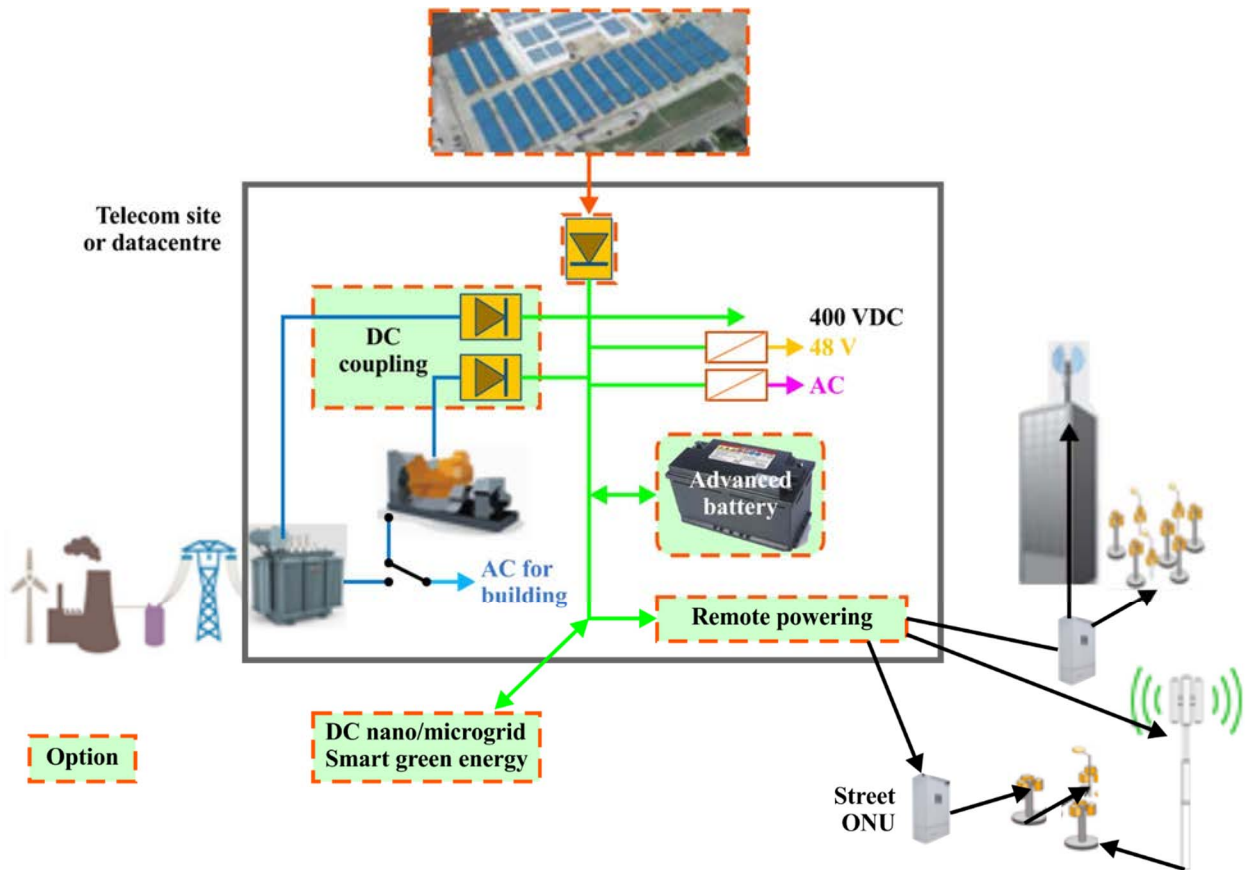 Telecom site
or datacentre
DC
coupling
400 VDC
48 V
AC
Advanced
battery
AC for
building
Remote powering
DC nano/microgrid
Smart green energy
Option
Street
ONU